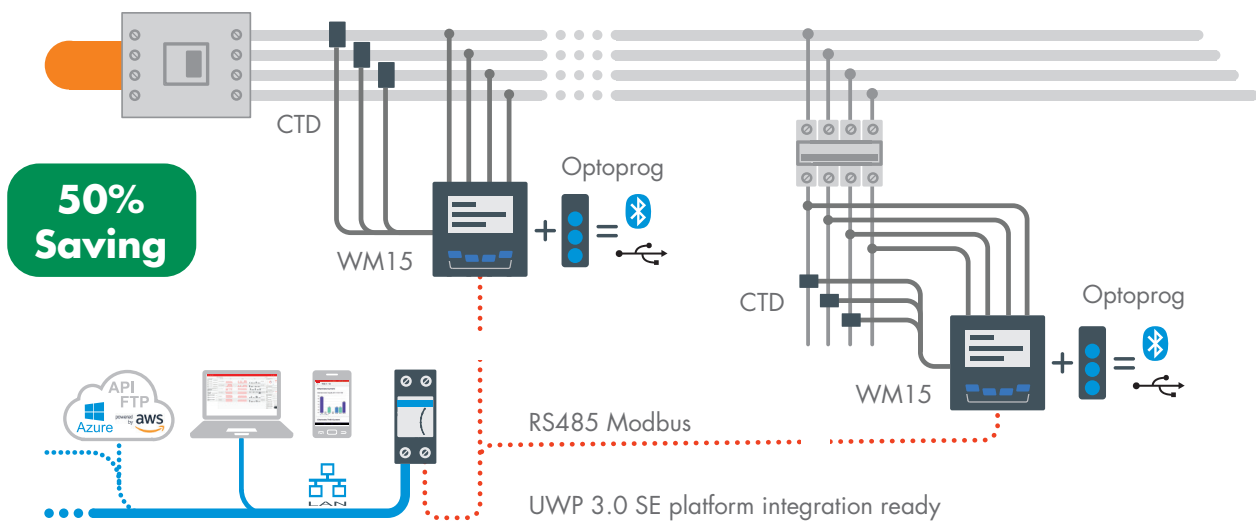 CTD
Optoprog
50%
Saving
WM15
+
=
CTD
Optoprog
WM15
+
=
API
FTP
Azure
powered
by
aws
RS485 Modbus
LAN
UWP 3.0 SE platform integration ready